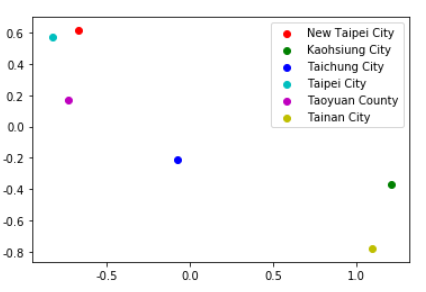 0.6
0.4
0.2
0.0
-0.2
-0.4
-0.6
-0.8
-0.5
0.0
0.5
1.0
New Taipei City
Kaohsiung City
Taichung City
Taipei City
Taoyuan County
Tainan City